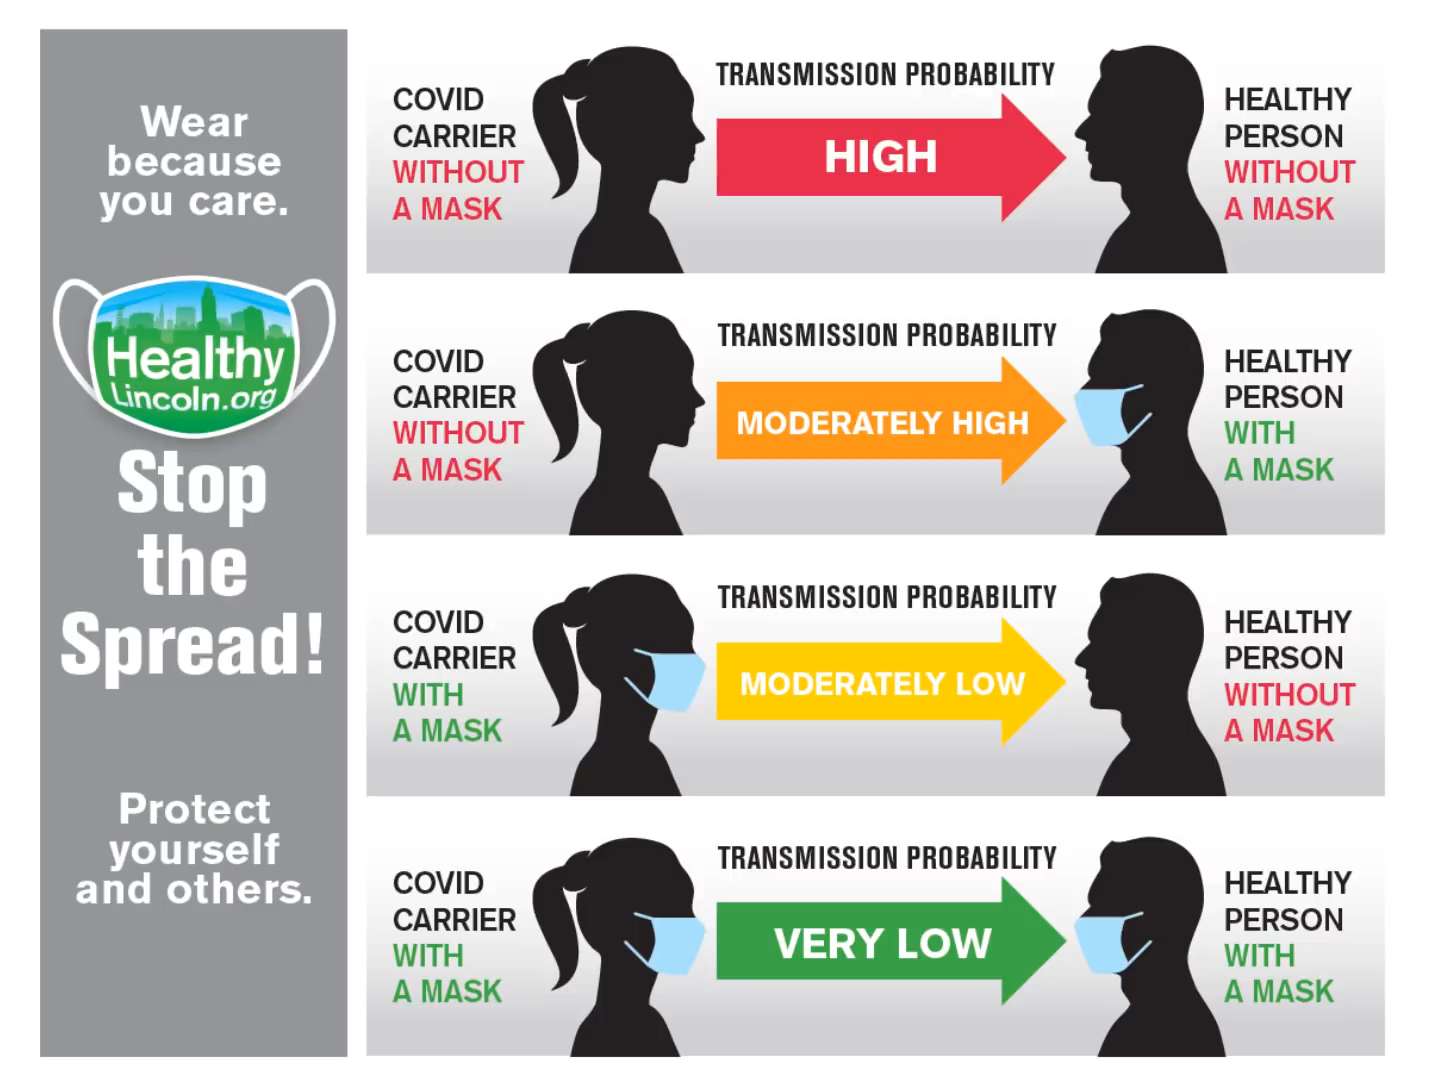 Wear
because
you care.
Healthy
Lincoln.org
Stop
the
Spread!
Protect
yourself
and others.
COVID
CARRIER
WITHOUT
A MASK
TRANSMISSION PROBABILITY
HIGH
HEALTHY
PERSON
WITHOUT
A MASK
COVID
CARRIER
WITHOUT
A MASK
TRANSMISSION PROBABILITY
MODERATELY HIGH
HEALTHY
PERSON
WITH
A MASK
COVID
CARRIER
WITH
A MASK
TRANSMISSION PROBABILITY
MODERATELY LOW
HEALTHY
PERSON
WITHOUT
A MASK
COVID
CARRIER
WITH
A MASK
TRANSMISSION PROBABILITY
VERY LOW
HEALTHY
PERSON
WITH
A MASK